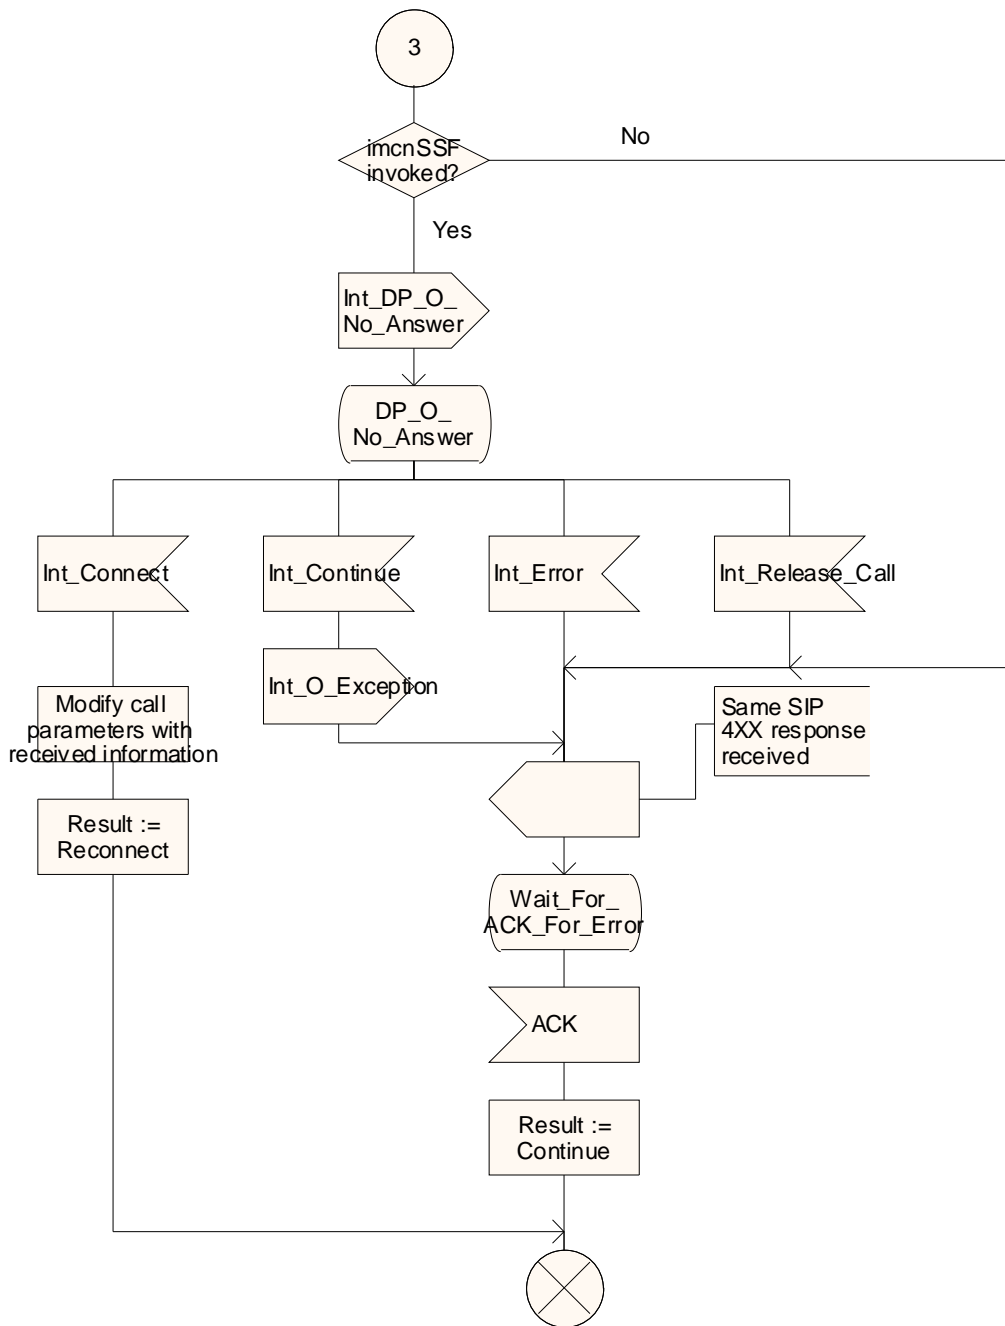 3
imcnSSF
invoked?
No
Yes
Int_DP_O_
No_Answer
DP_O_
No_Answer
Int_Connect
Int_Continue
Int_Error
Int_Release_Call
Int_O_Exception
Modify call
parameters with
received information
Same SIP
4XX response
received
Result :=
Reconnect
Wait_For_
ACK_For_Error
ACK
Result :=
Continue